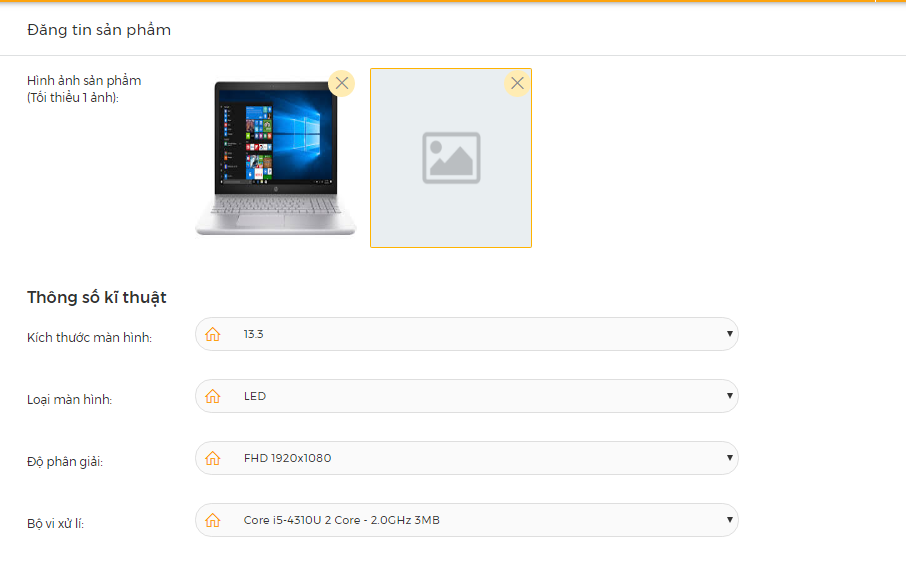 Đăng tin sản phẩm
Hình ảnh sản phẩm
(Tối thiểu 1 ảnh):
Thông số kĩ thuật
Kích thước màn hình:
13.3
Loại màn hình:
LED
Độ phân giải:
FHD 1920x1080
Bộ vi xử lí:
Core i5-4310U 2 Core - 2.0GHz 3MB